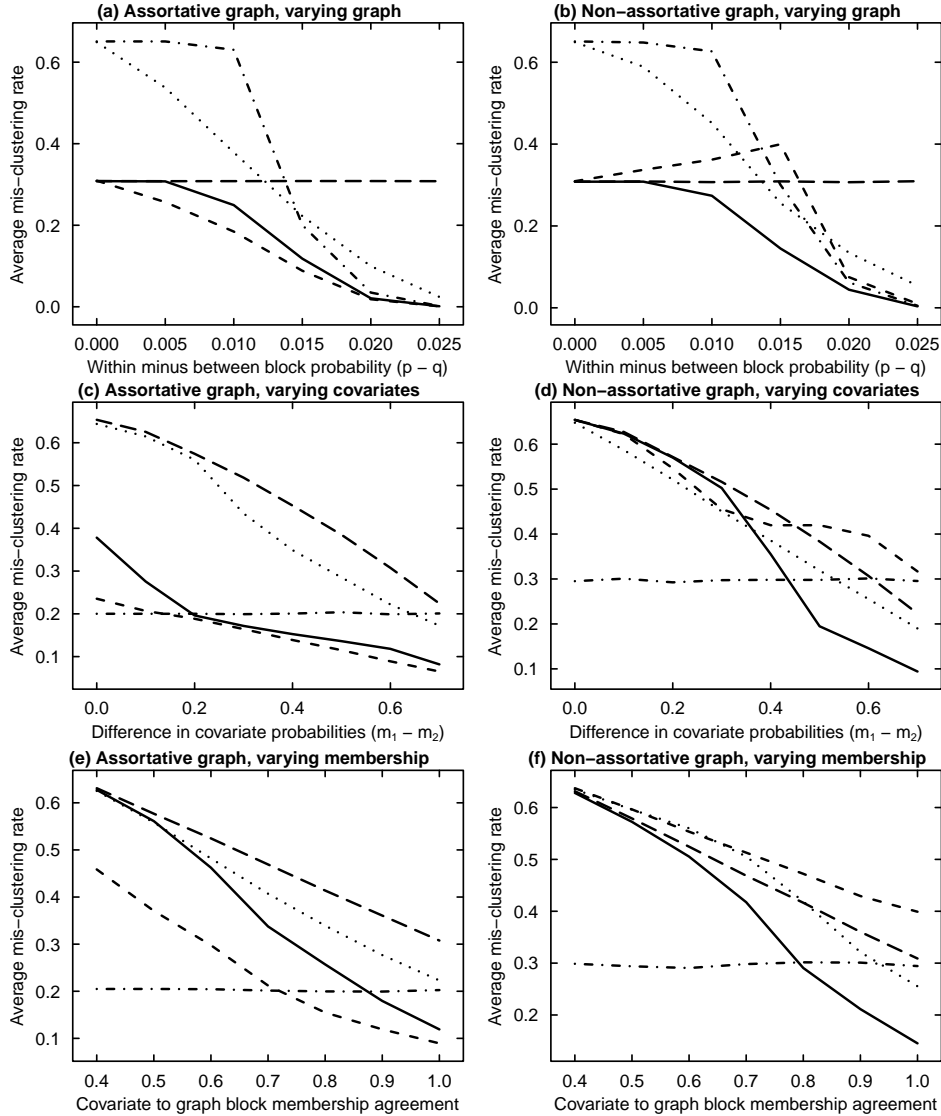 (a) Assortative graph, varying graph
Average mis−clustering rate
0.6
0.4
0.2
0.0
0.000 0.005 0.010 0.015 0.020 0.025
Within minus between block probability (p − q)
(b) Non−assortative graph, varying graph
Average mis−clustering rate
0.6
0.4
0.2
0.0
0.000 0.005 0.010 0.015 0.020 0.025
Within minus between block probability (p − q)
(c) Assortative graph, varying covariates
Average mis−clustering rate
0.6
0.5
0.4
0.3
0.2
0.1
0.0 0.2 0.4 0.6
Difference in covariate probabilities (m₁ − m₂)
(d) Non−assortative graph, varying covariates
Average mis−clustering rate
0.6
0.5
0.4
0.3
0.2
0.1
0.0 0.2 0.4 0.6
Difference in covariate probabilities (m₁ − m₂)
(e) Assortative graph, varying membership
Average mis−clustering rate
0.6
0.5
0.4
0.3
0.2
0.1
0.4 0.5 0.6 0.7 0.8 0.9 1.0
Covariate to graph block membership agreement
(f) Non−assortative graph, varying membership
Average mis−clustering rate
0.6
0.5
0.4
0.3
0.2
0.4 0.5 0.6 0.7 0.8 0.9 1.0
Covariate to graph block membership agreement